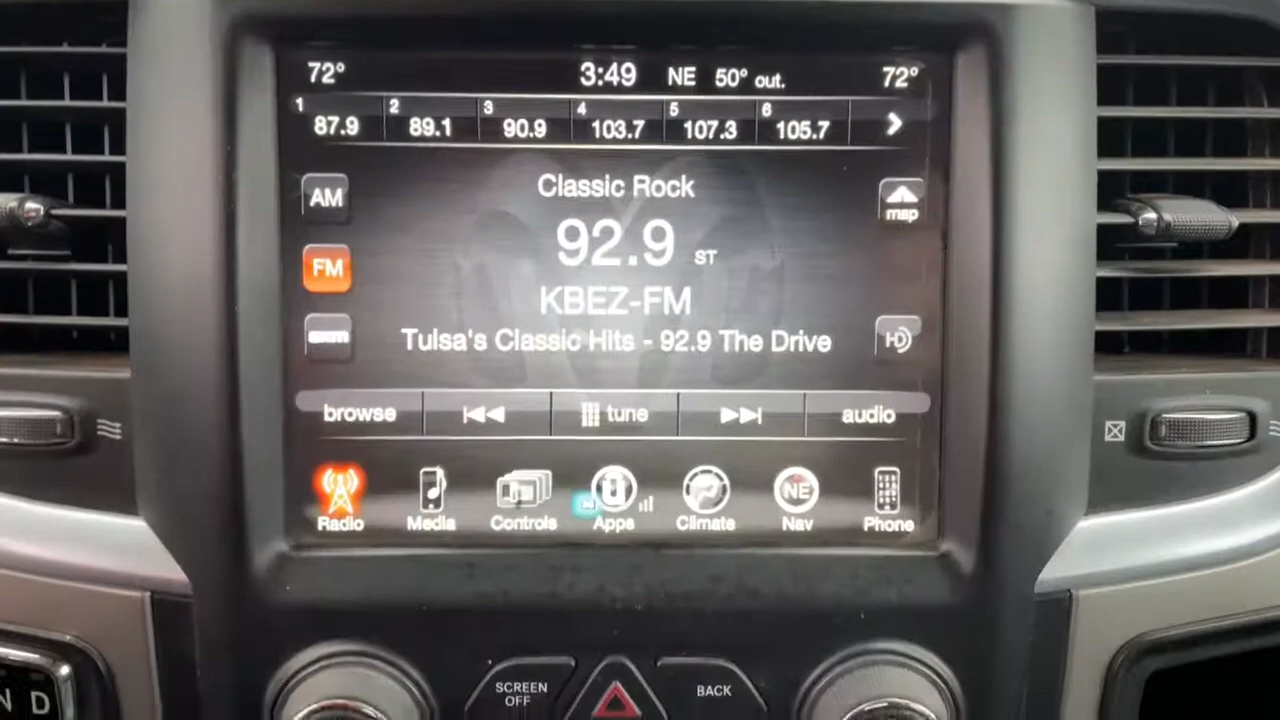 72° 3:49 NE 50° out. 72°
1 87.9 2 89.1 3 90.9 4 103.7 5 107.3 6 105.7
Classic Rock
AM
map
92.9 ST
FM
KBEZ-FM
HD
Tulsa's Classic Hits - 92.9 The Drive
browse tune audio
NE
Radio Media Controls Apps Climate Nav Phone
SCREEN
OFF
BACK
N D